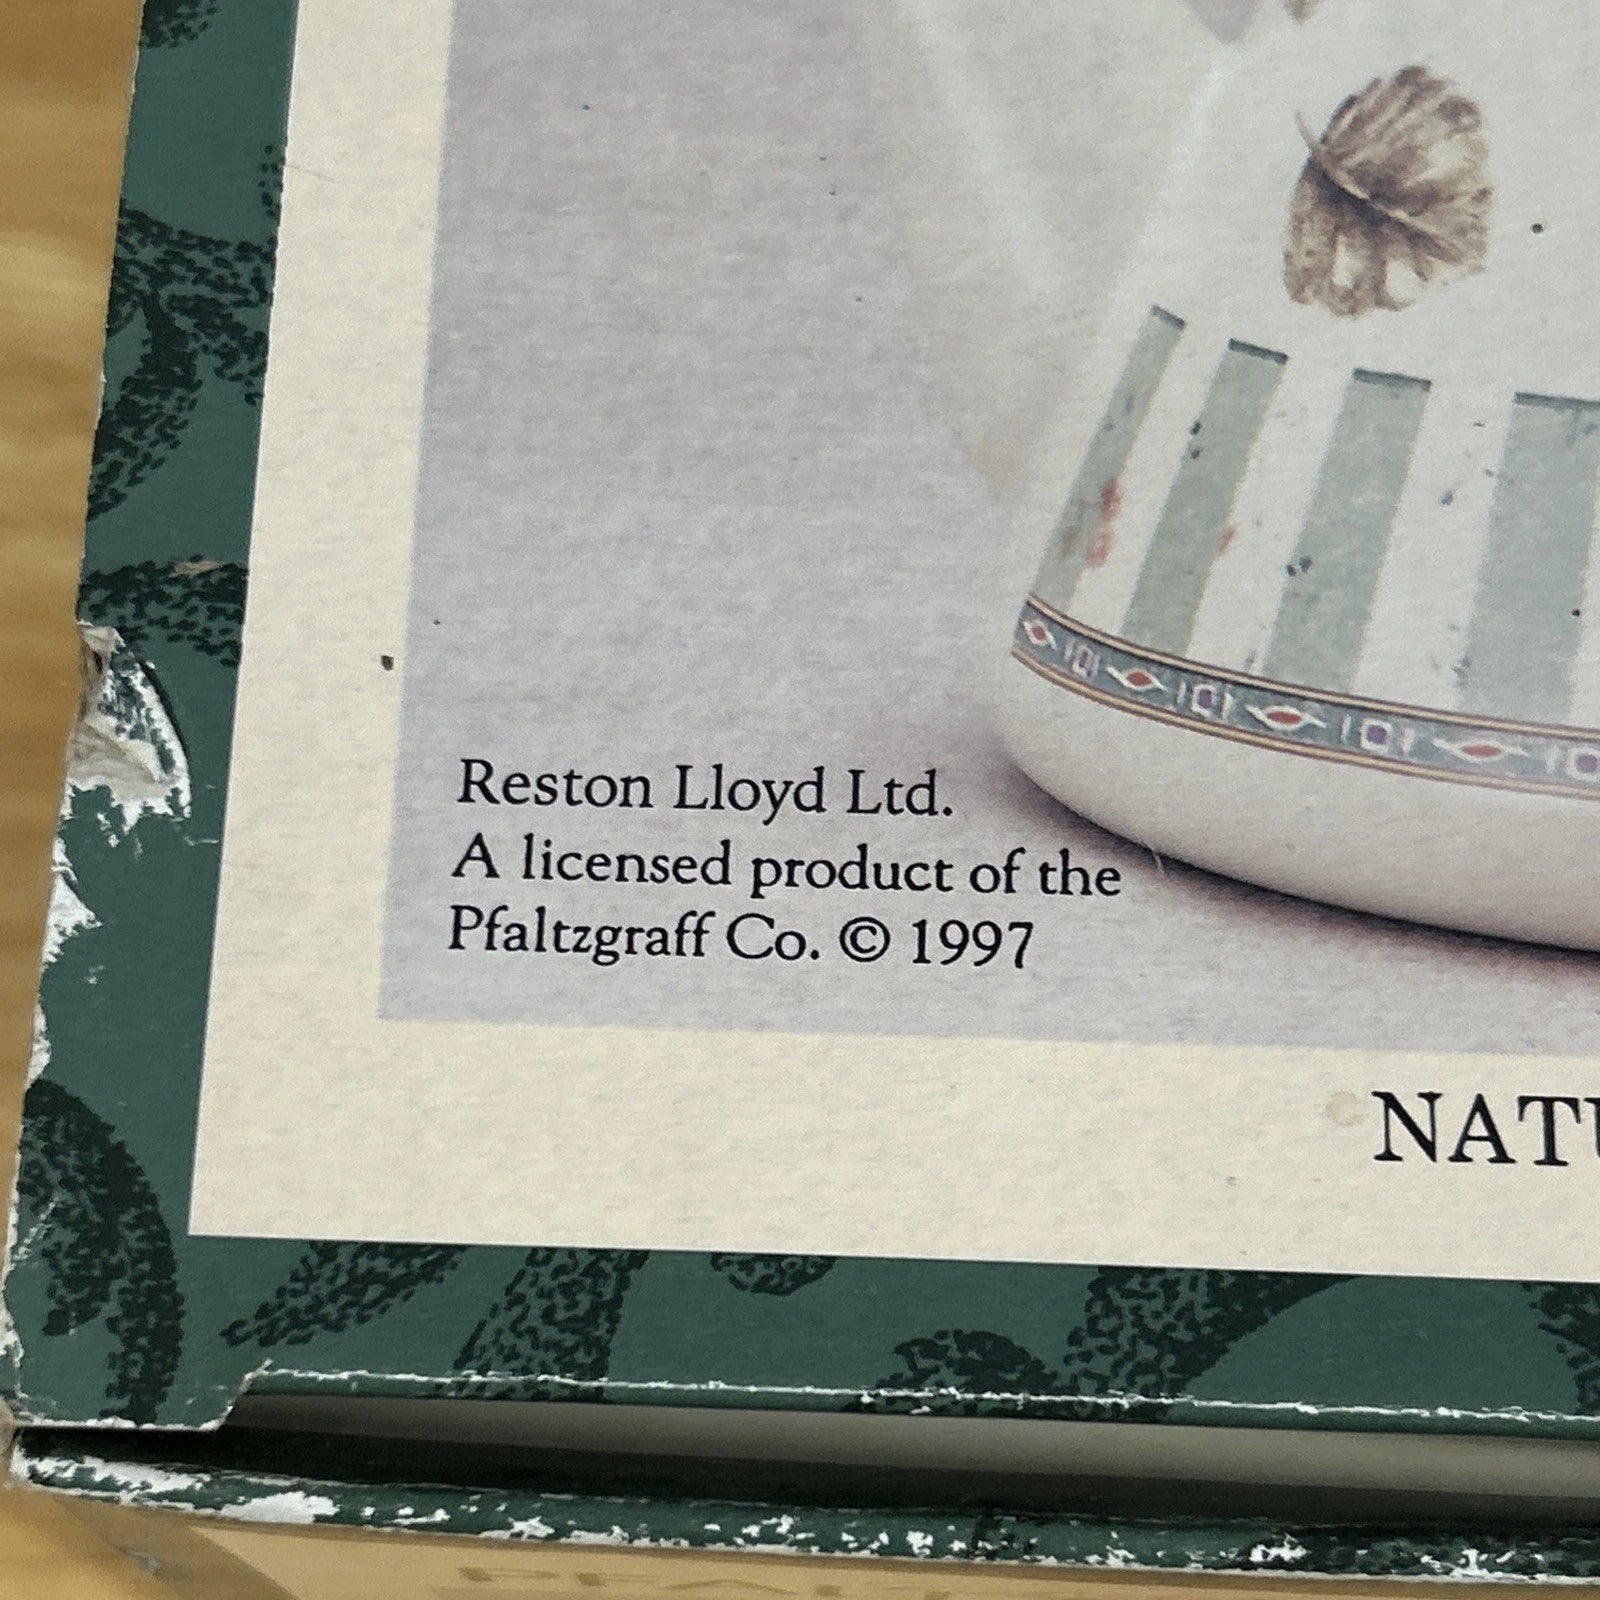 Reston Lloyd Ltd.
A licensed product of the
Pfaltzgraff Co. © 1997
NATU